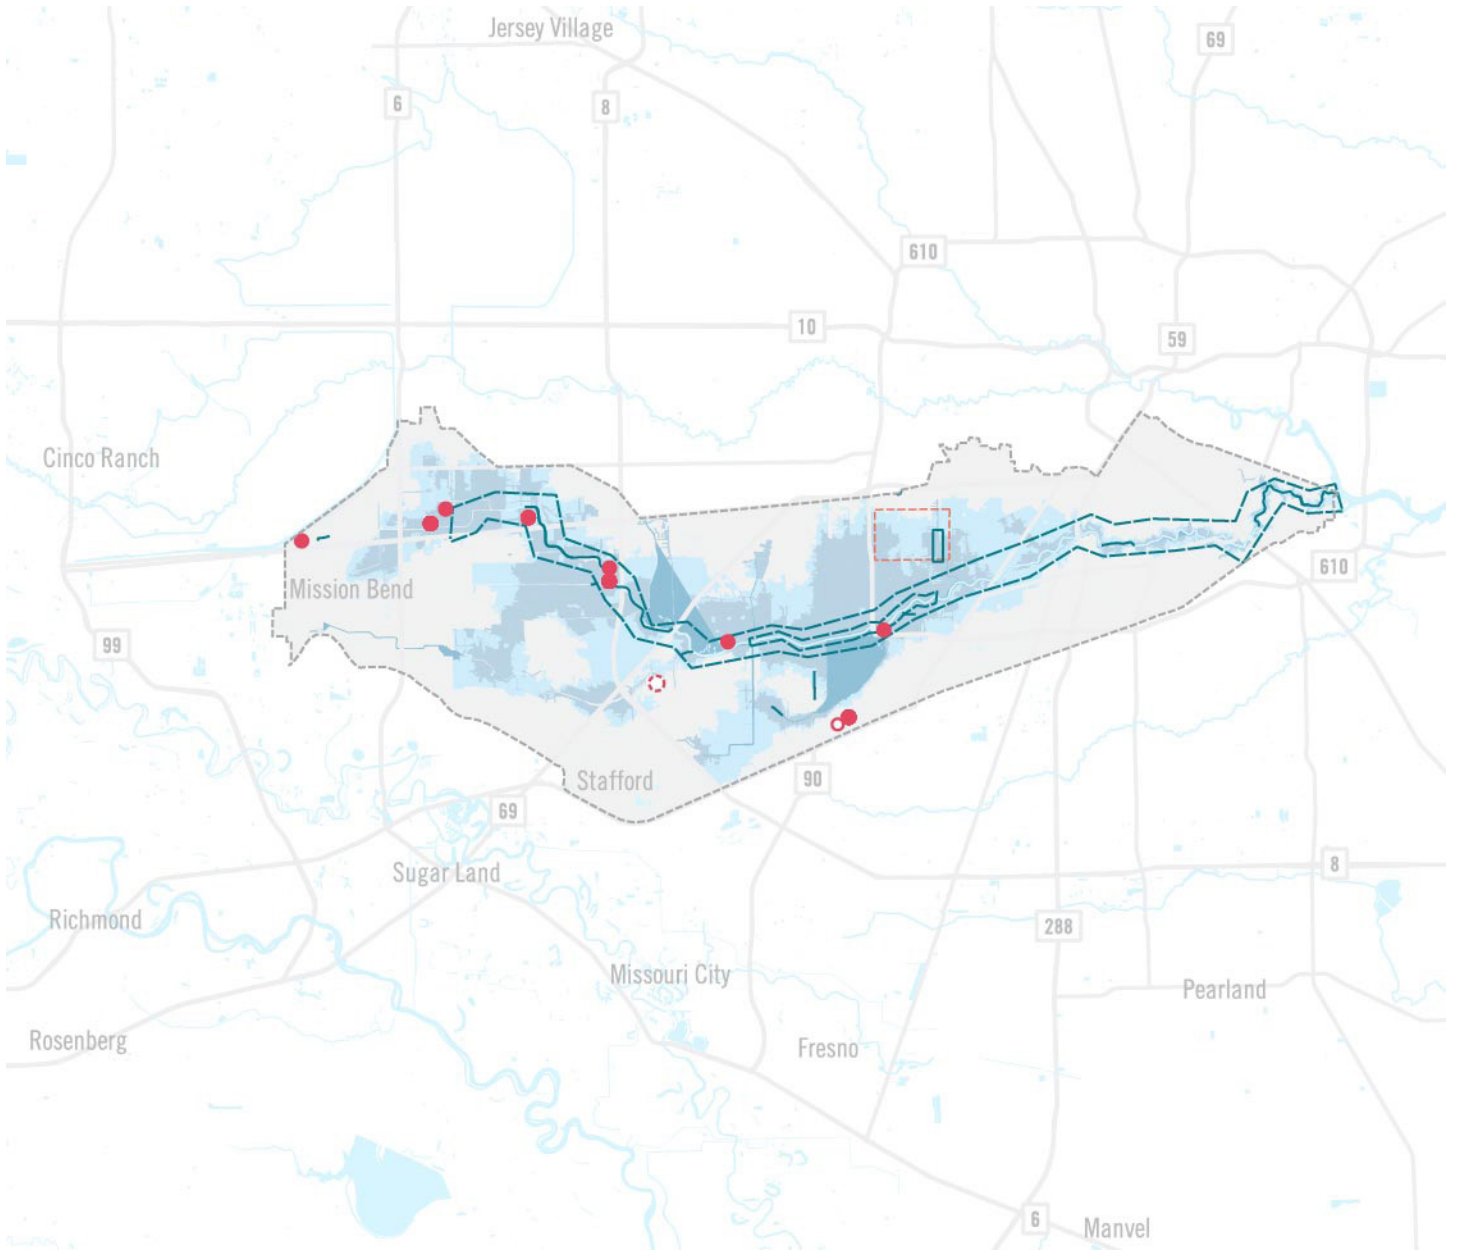 Jersey Village
69
6
8
610
10
59
Cinco Ranch
610
Mission Bend
99
Stafford
90
69
8
Sugar Land
Richmond
288
Missouri City
Pearland
Rosenberg
Fresno
6
Manvel